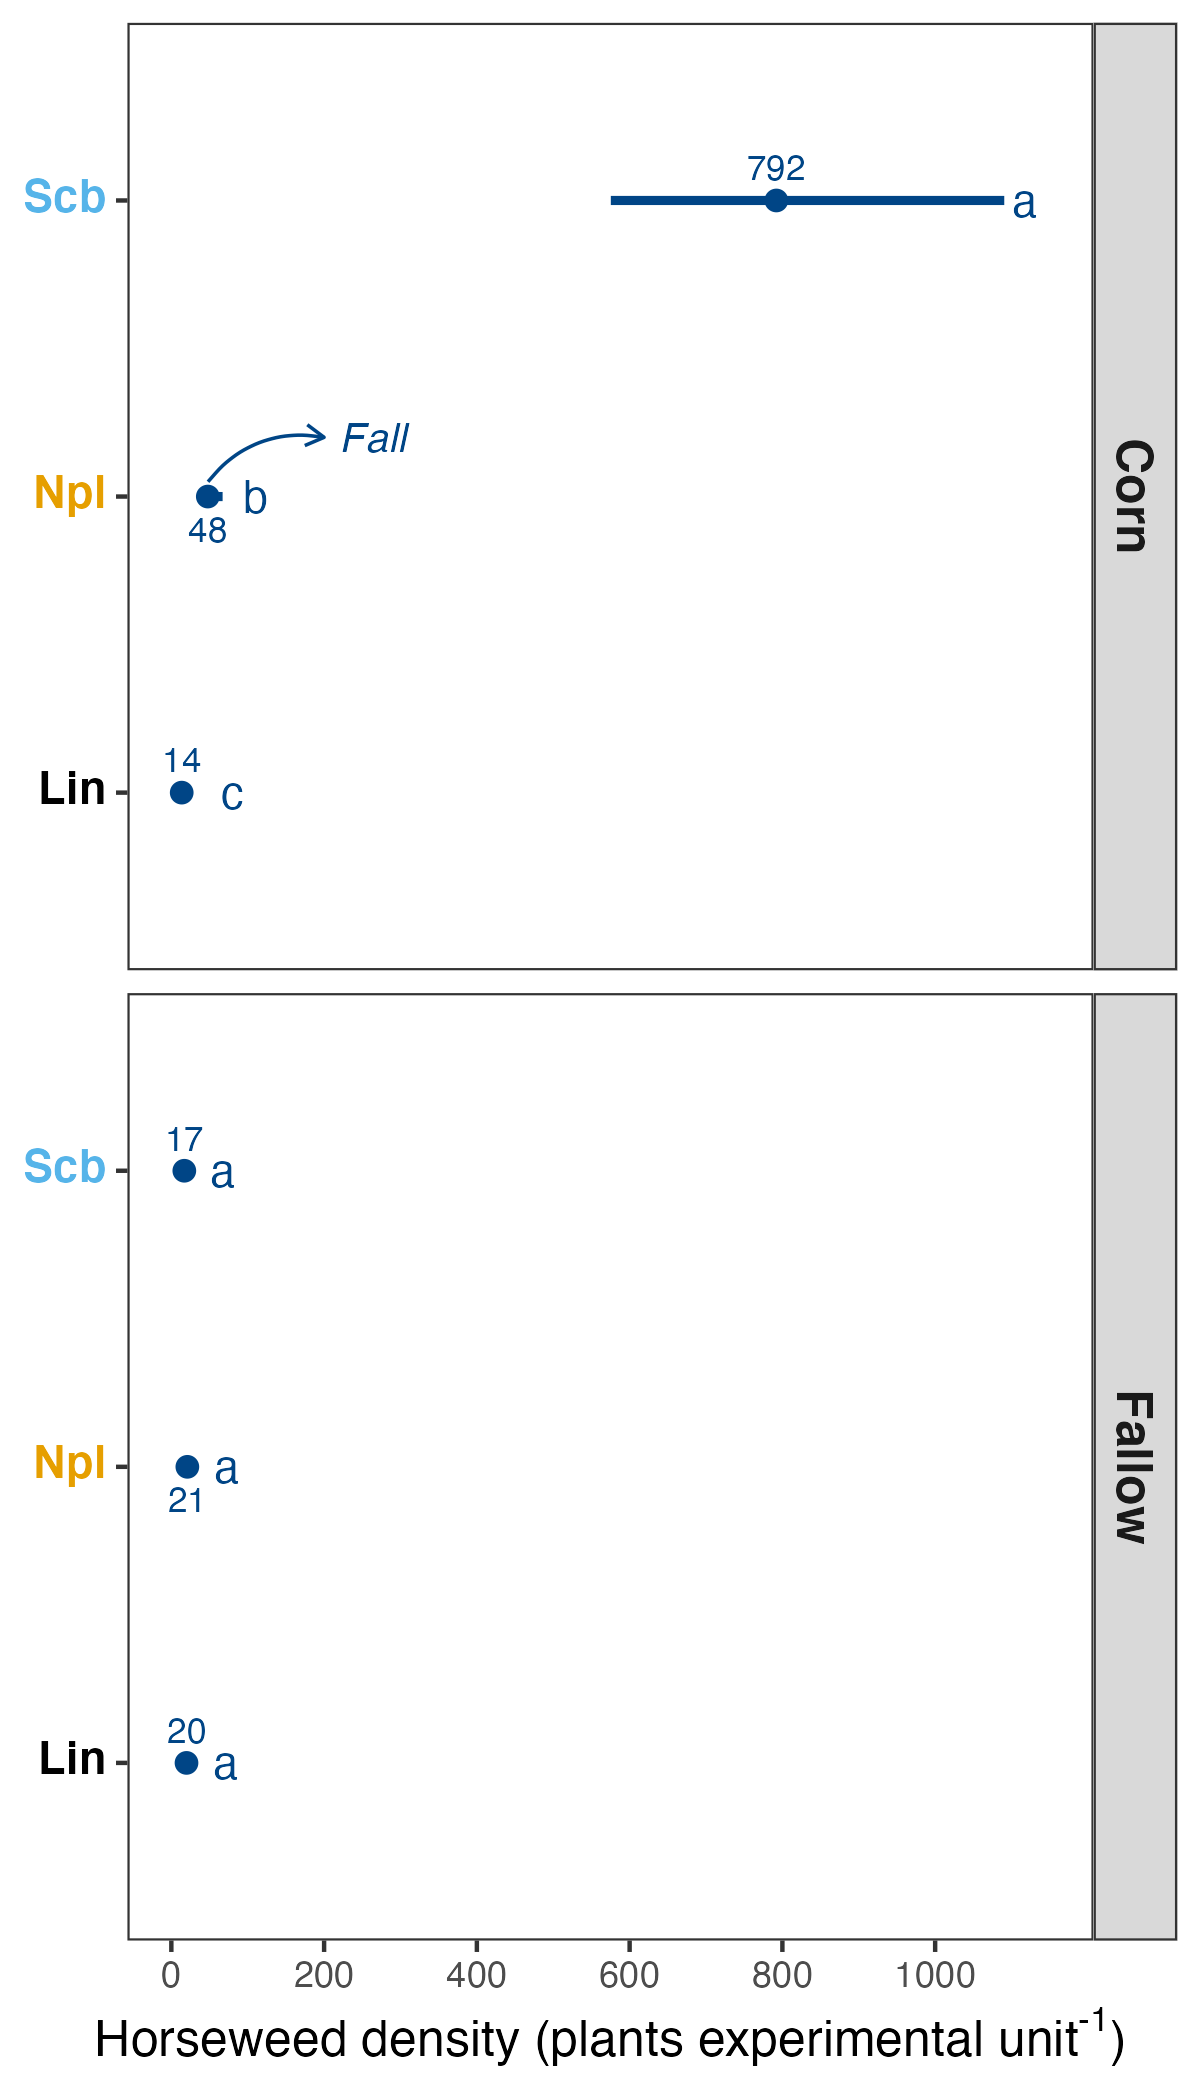 792
Scb
a
Fall
Npl
b
48
14
Lin
c
Corn
17
Scb
a
Npl
a
21
20
Lin
a
Fallow
0 200 400 600 800 1000
Horseweed density (plants experimental unit⁻¹)